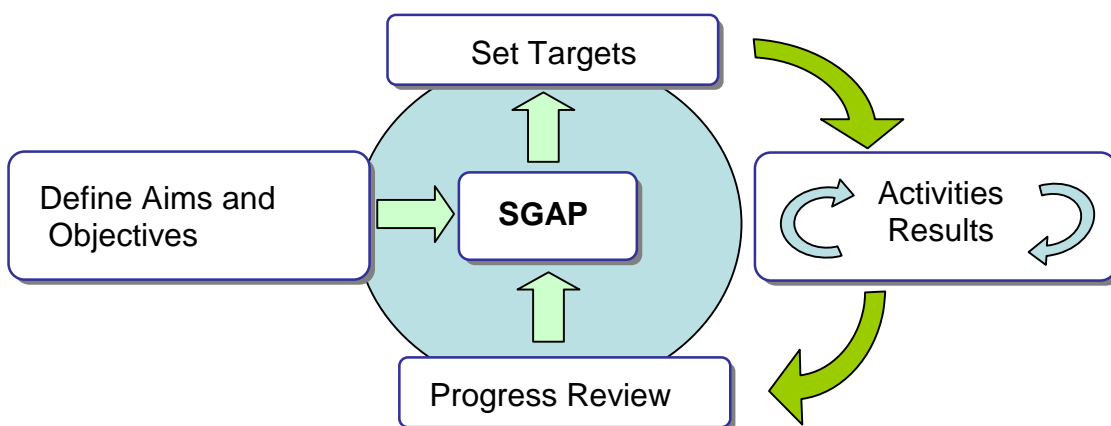 Set Targets
Define Aims and
Objectives
SGAP
Activities
Results
Progress Review